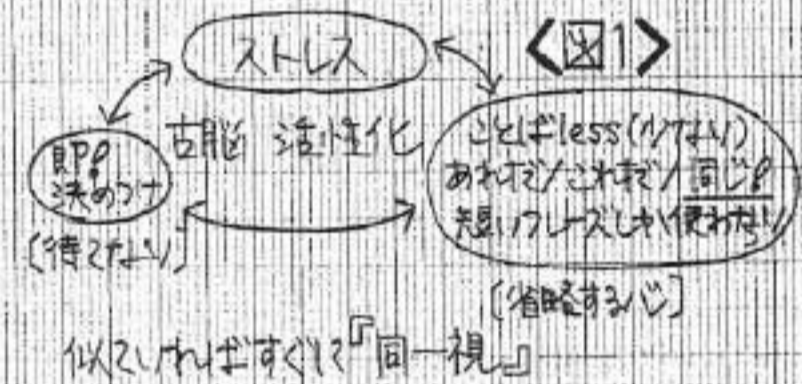 <図1>
ストレス
古脳 活性化
即!
決めつけ
[待てない]
ことばless(少ない)
あれだ!これだ!同じ!
短いフレーズしか使わない
[省略する心]
似ていればすぐに『同一視』